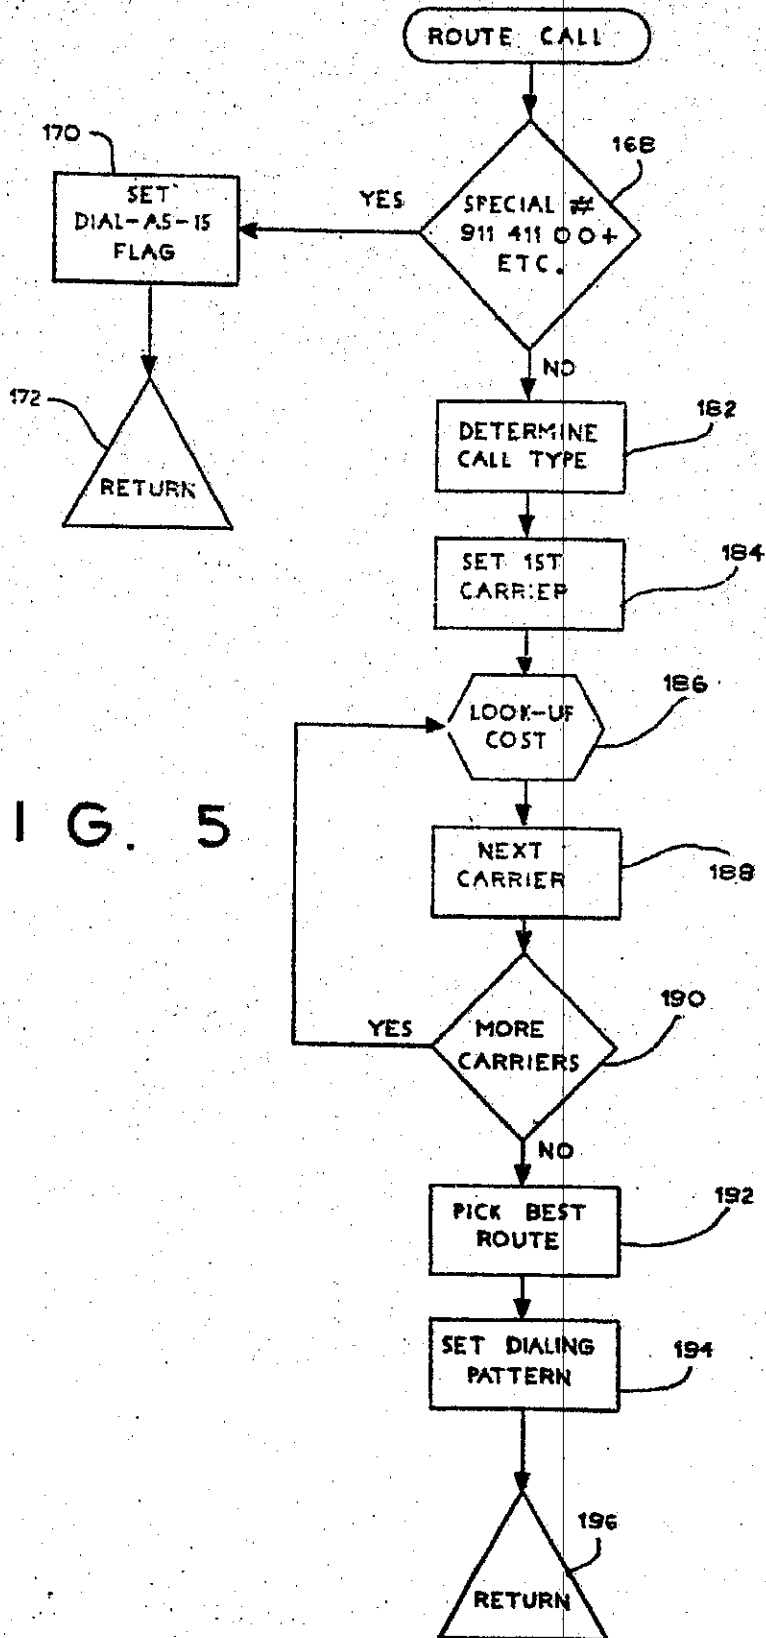 ROUTE CALL
170
168
SET
DIAL-AS-IS
FLAG
YES
SPECIAL #
911 411 0 0+
ETC.
NO
172
RETURN
182
DETERMINE
CALL TYPE
184
SET 1ST
CARRIER
186
LOOK-UP
COST
IG. 5
NEXT
CARRIER
188
190
YES
MORE
CARRIERS
NO
192
PICK BEST
ROUTE
194
SET DIALING
PATTERN
196
RETURN